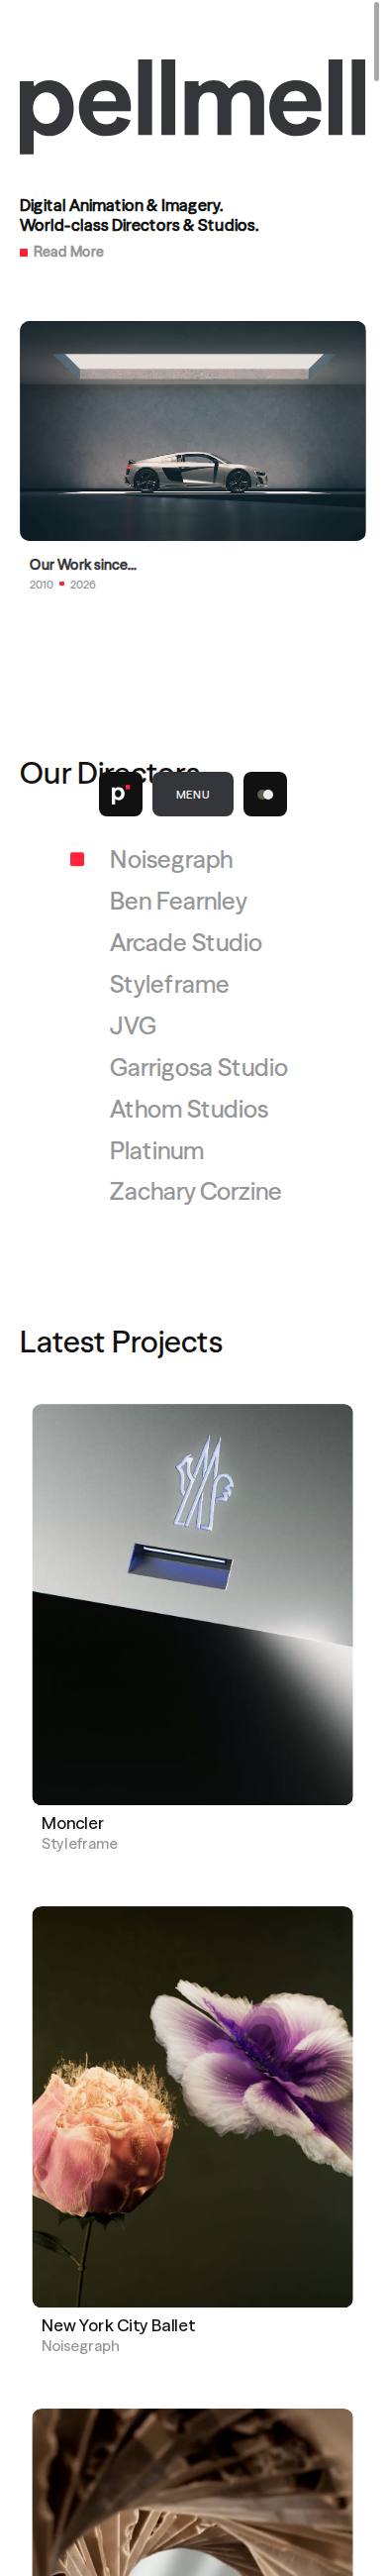 pellmell
Digital Animation & Imagery.
World-class Directors & Studios.
Read More
Our Work since...
2010 2026
Our Directors
p MENU
Noisegraph
Ben Fearnley
Arcade Studio
Styleframe
JVG
Garrigosa Studio
Athom Studios
Platinum
Zachary Corzine
Latest Projects
Moncler
Styleframe
New York City Ballet
Noisegraph